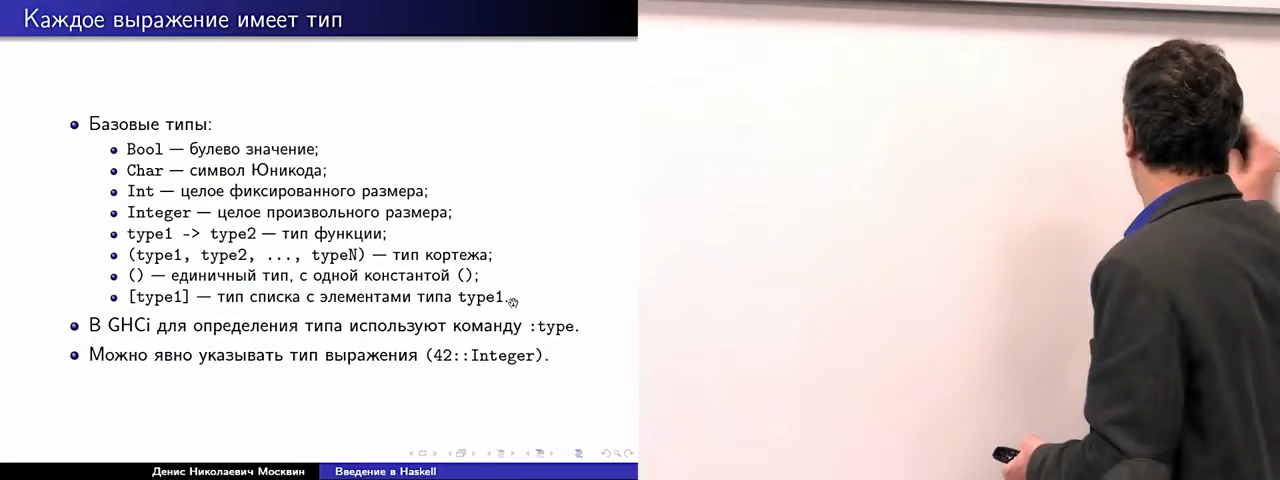 Каждое выражение имеет тип
Базовые типы:
Bool — булево значение;
Char — символ Юникода;
Int — целое фиксированного размера;
Integer — целое произвольного размера;
type1 -> type2 — тип функции;
(type1, type2, ..., typeN) — тип кортежа;
() — единичный тип, с одной константой ();
[type1] — тип списка с элементами типа type1.
В GHCi для определения типа используют команду :type.
Можно явно указывать тип выражения (42::Integer).
Денис Николаевич Москвин
Введение в Haskell